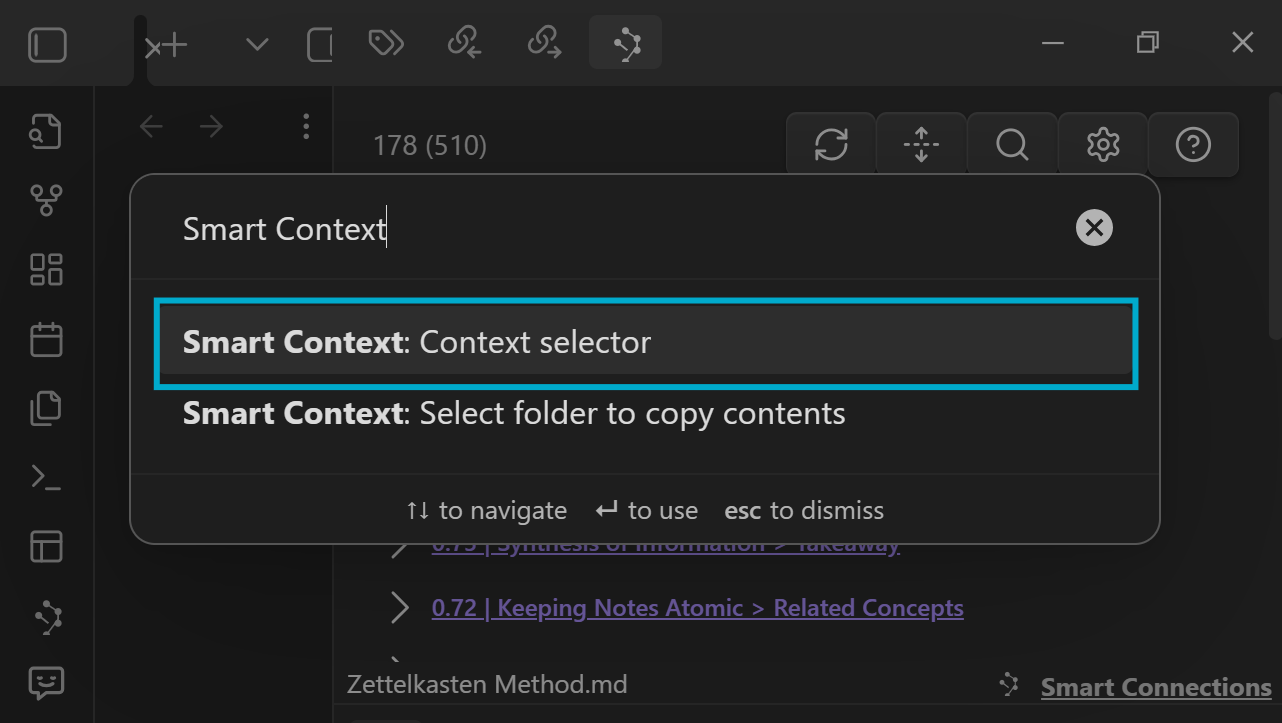 178 (510)
Smart Context
Smart Context: Context selector
Smart Context: Select folder to copy contents
↑↓ to navigate ↵ to use esc to dismiss
0.73 | Synthesis of Information > Takeaway
0.72 | Keeping Notes Atomic > Related Concepts
Zettelkasten Method.md
Smart Connections